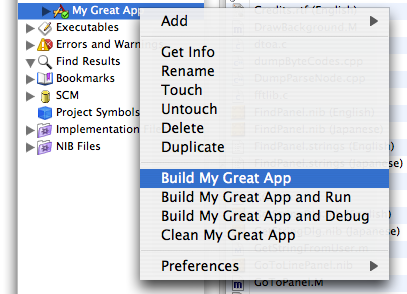 My Great App
Executables
Errors and Warn
Find Results
Bookmarks
SCM
Project Symbols
Implementation
NIB Files
Add
Get Info
Rename
Touch
Untouch
Delete
Duplicate
Build My Great App
Build My Great App and Run
Build My Great App and Debug
Clean My Great App
Preferences
GoToLinePanel.nib
GoToPanel.M